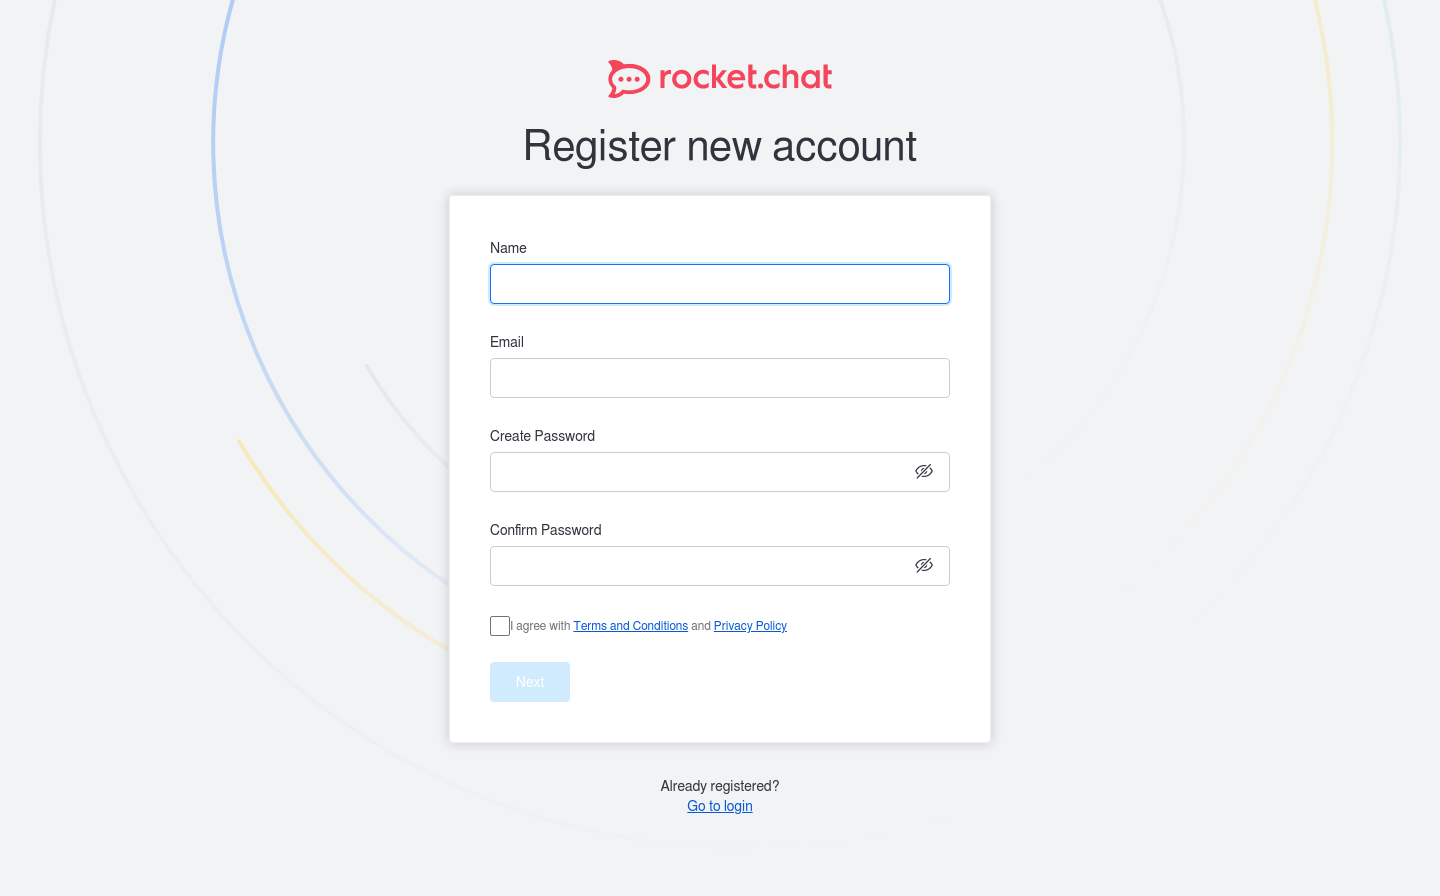 rocket.chat
Register new account
Name
Email
Create Password
Confirm Password
I agree with Terms and Conditions and Privacy Policy
Next
Already registered?
Go to login